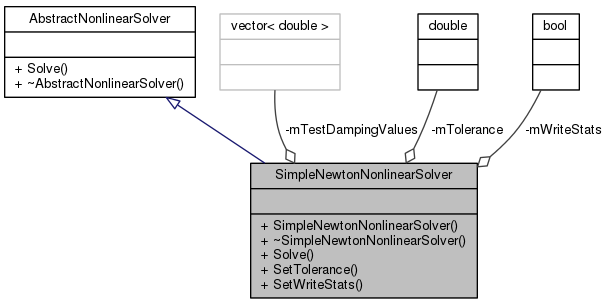 AbstractNonlinearSolver
+ Solve()
+ ~AbstractNonlinearSolver()
vector< double >
double
bool
-mTestDampingValues
-mTolerance
-mWriteStats
SimpleNewtonNonlinearSolver
+ SimpleNewtonNonlinearSolver()
+ ~SimpleNewtonNonlinearSolver()
+ Solve()
+ SetTolerance()
+ SetWriteStats()